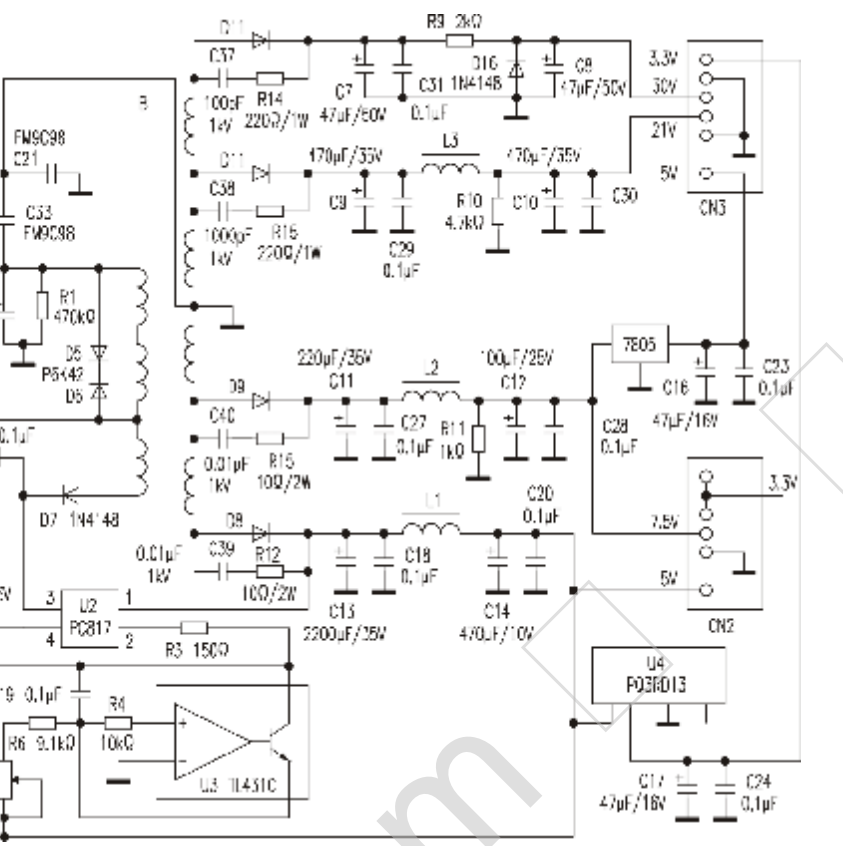 D11
R9 2kΩ
C37
D16
1N4148
3.3V
C7
47μF/50V
30V
B
100pF
1kV
R14
220Ω/1W
C31
0.1μF
21V
FM9C98
C21
D11
470μF/35V
L3
470μF/35V
5V
C38
C9
R10
4.7kΩ
C10
C30
CN3
C33
FM9C98
1000pF
1kV
R15
220Ω/1W
C29
0.1μF
R1
470kΩ
7805
D5
P6K42
D6
220μF/35V
C11
L2
100μF/25V
C12
C16
47μF/16V
C23
0.1μF
D9
C40
C27
0.1μF
R11
1kΩ
C28
0.1μF
0.1μF
0.01μF
1kV
R15
10Ω/2W
3.3V
D7 1N4148
D8
L1
C20
0.1μF
7.5V
0.01μF
1kV
C39
R12
10Ω/2W
C18
0.1μF
5V
3
U2
PC817
1
4
2
C13
2200μF/35V
C14
470μF/10V
CN2
R3 150Ω
U4
PQ3RD13
0.1μF
R4
10kΩ
R6 9.1kΩ
+
U3 TL431C
C17
47μF/16V
C24
0.1μF
m